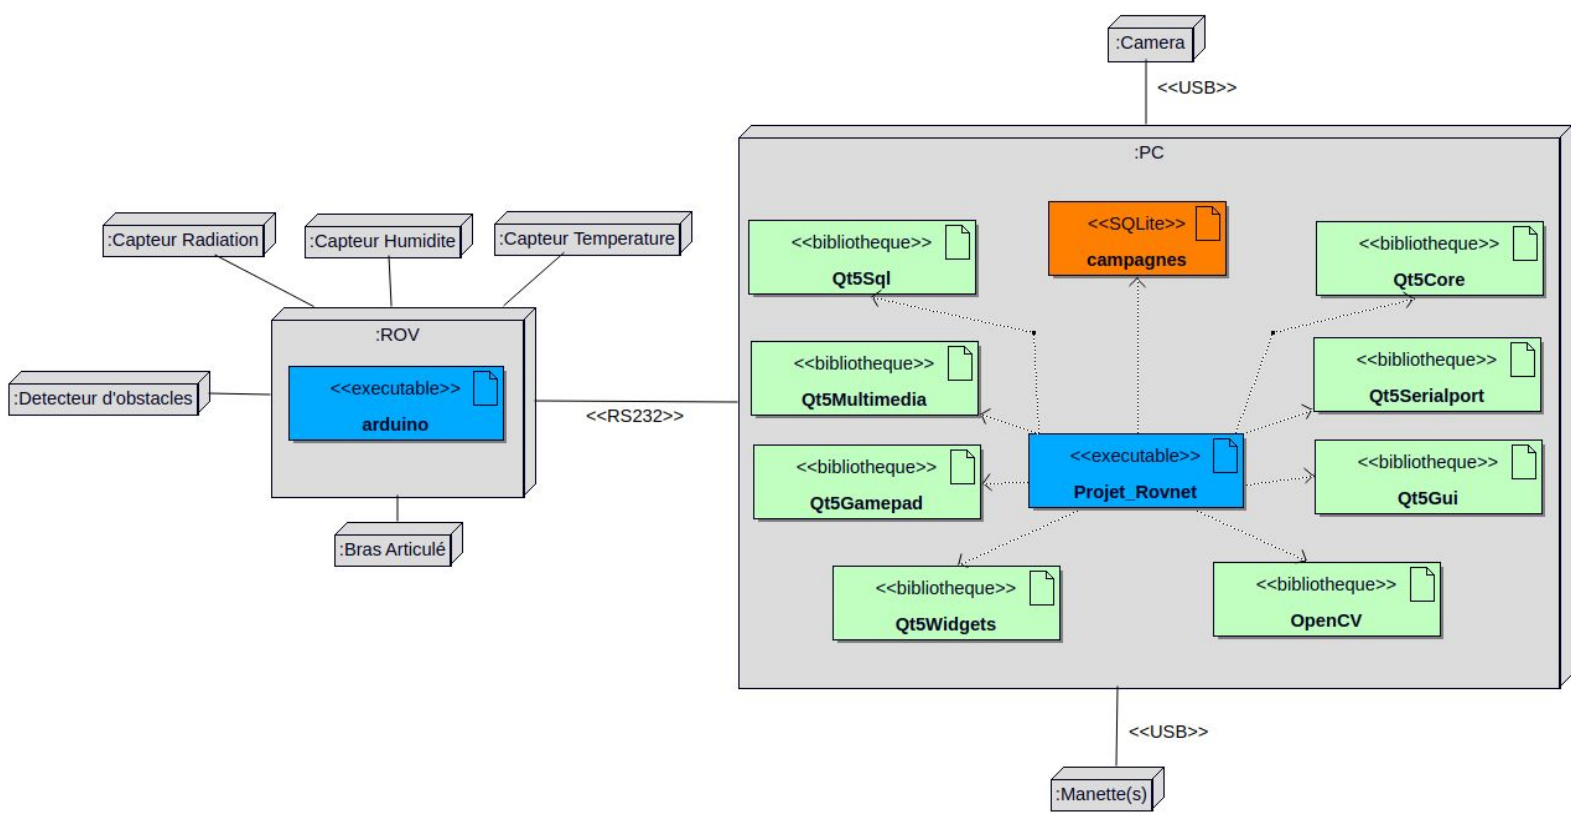 :Camera
<<USB>>
:PC
:Capteur Radiation
:Capteur Humidite
:Capteur Temperature
:ROV
<<executable>>
arduino
:Detecteur d'obstacles
:Bras Articulé
<<RS232>>
<<bibliotheque>>
Qt5Sql
<<SQLite>>
campagnes
<<bibliotheque>>
Qt5Core
<<bibliotheque>>
Qt5Multimedia
<<bibliotheque>>
Qt5Serialport
<<bibliotheque>>
Qt5Gamepad
<<executable>>
Projet_Rovnet
<<bibliotheque>>
Qt5Gui
<<bibliotheque>>
Qt5Widgets
<<bibliotheque>>
OpenCV
<<USB>>
:Manette(s)